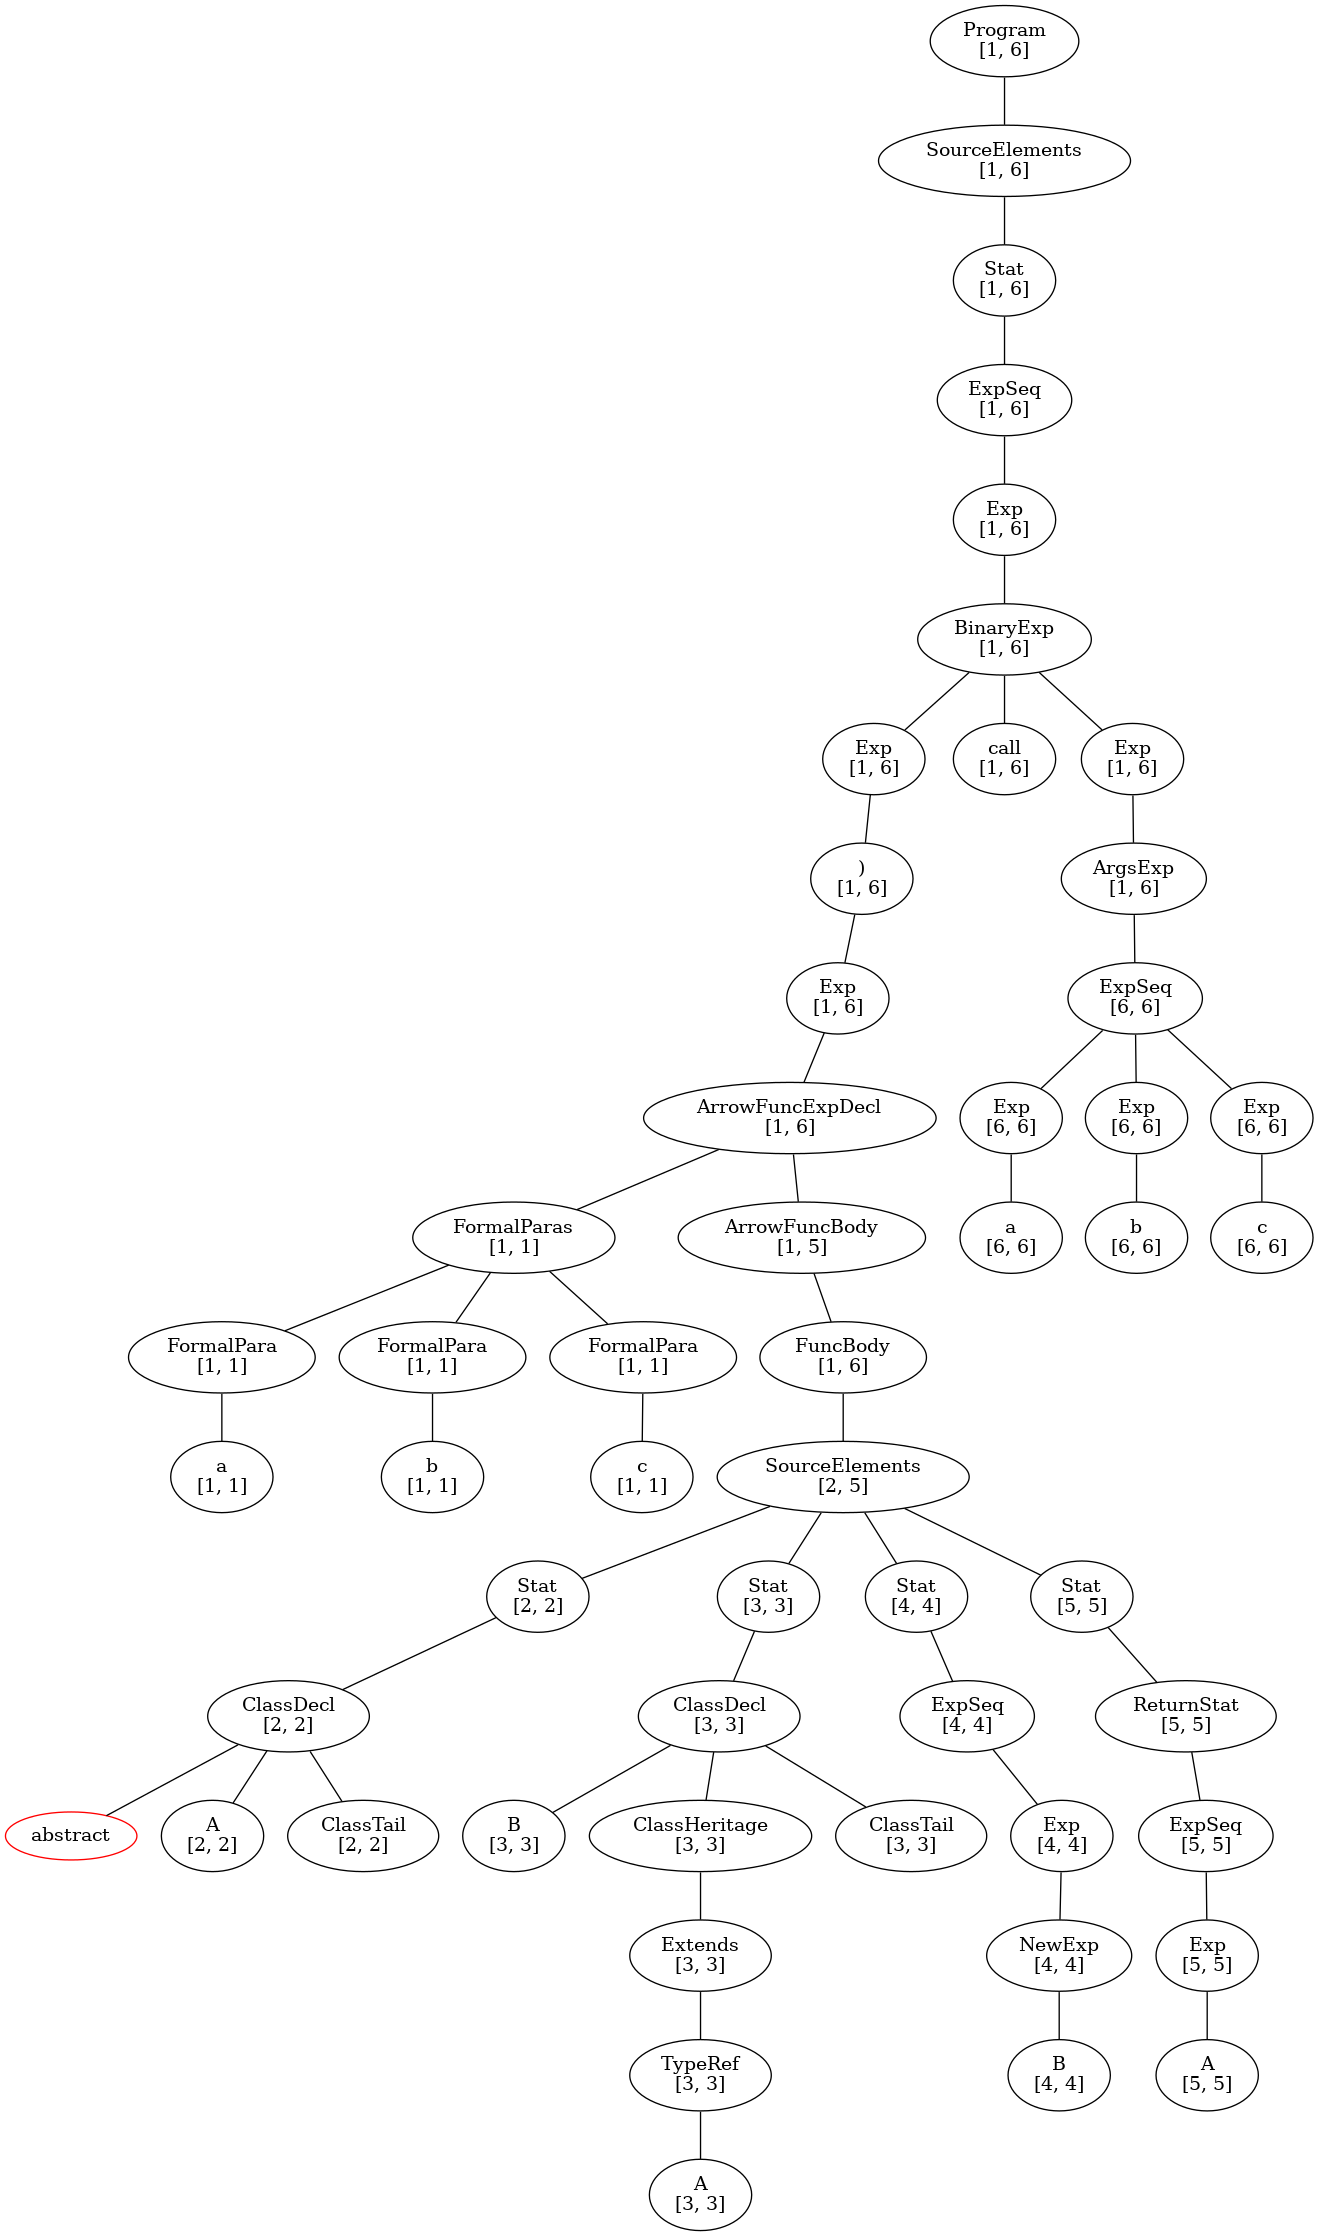 Program
[1, 6]
SourceElements
[1, 6]
Stat
[1, 6]
ExpSeq
[1, 6]
Exp
[1, 6]
BinaryExp
[1, 6]
Exp
[1, 6]
call
[1, 6]
Exp
[1, 6]
)
[1, 6]
ArgsExp
[1, 6]
Exp
[1, 6]
ExpSeq
[6, 6]
ArrowFuncExpDecl
[1, 6]
Exp
[6, 6]
Exp
[6, 6]
Exp
[6, 6]
FormalParas
[1, 1]
ArrowFuncBody
[1, 5]
a
[6, 6]
b
[6, 6]
c
[6, 6]
FormalPara
[1, 1]
FormalPara
[1, 1]
FormalPara
[1, 1]
FuncBody
[1, 6]
a
[1, 1]
b
[1, 1]
c
[1, 1]
SourceElements
[2, 5]
Stat
[2, 2]
Stat
[3, 3]
Stat
[4, 4]
Stat
[5, 5]
ClassDecl
[2, 2]
ClassDecl
[3, 3]
ExpSeq
[4, 4]
ReturnStat
[5, 5]
abstract
A
[2, 2]
ClassTail
[2, 2]
B
[3, 3]
ClassHeritage
[3, 3]
ClassTail
[3, 3]
Exp
[4, 4]
ExpSeq
[5, 5]
Extends
[3, 3]
NewExp
[4, 4]
Exp
[5, 5]
TypeRef
[3, 3]
B
[4, 4]
A
[5, 5]
A
[3, 3]